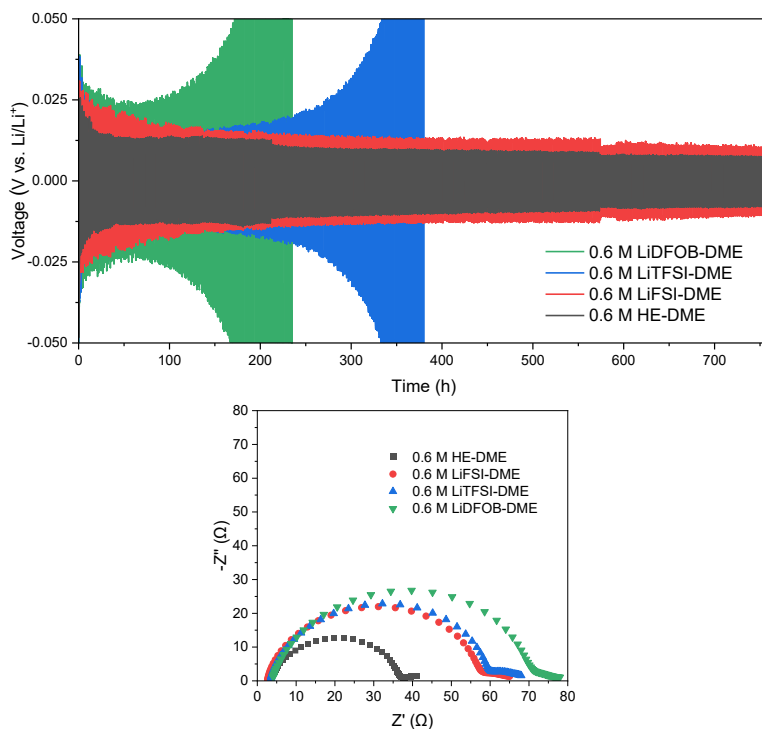 0.050
0.025
0.000
-0.025
-0.050
Voltage (V vs. Li/Li⁺)
0.6 M LiDFOB-DME
0.6 M LiTFSI-DME
0.6 M LiFSI-DME
0.6 M HE-DME
0 100 200 300 400 500 600 700
Time (h)
80
70
60
50
40
30
20
10
0
-Z'' (Ω)
0.6 M HE-DME
0.6 M LiFSI-DME
0.6 M LiTFSI-DME
0.6 M LiDFOB-DME
0 10 20 30 40 50 60 70 80
Z' (Ω)